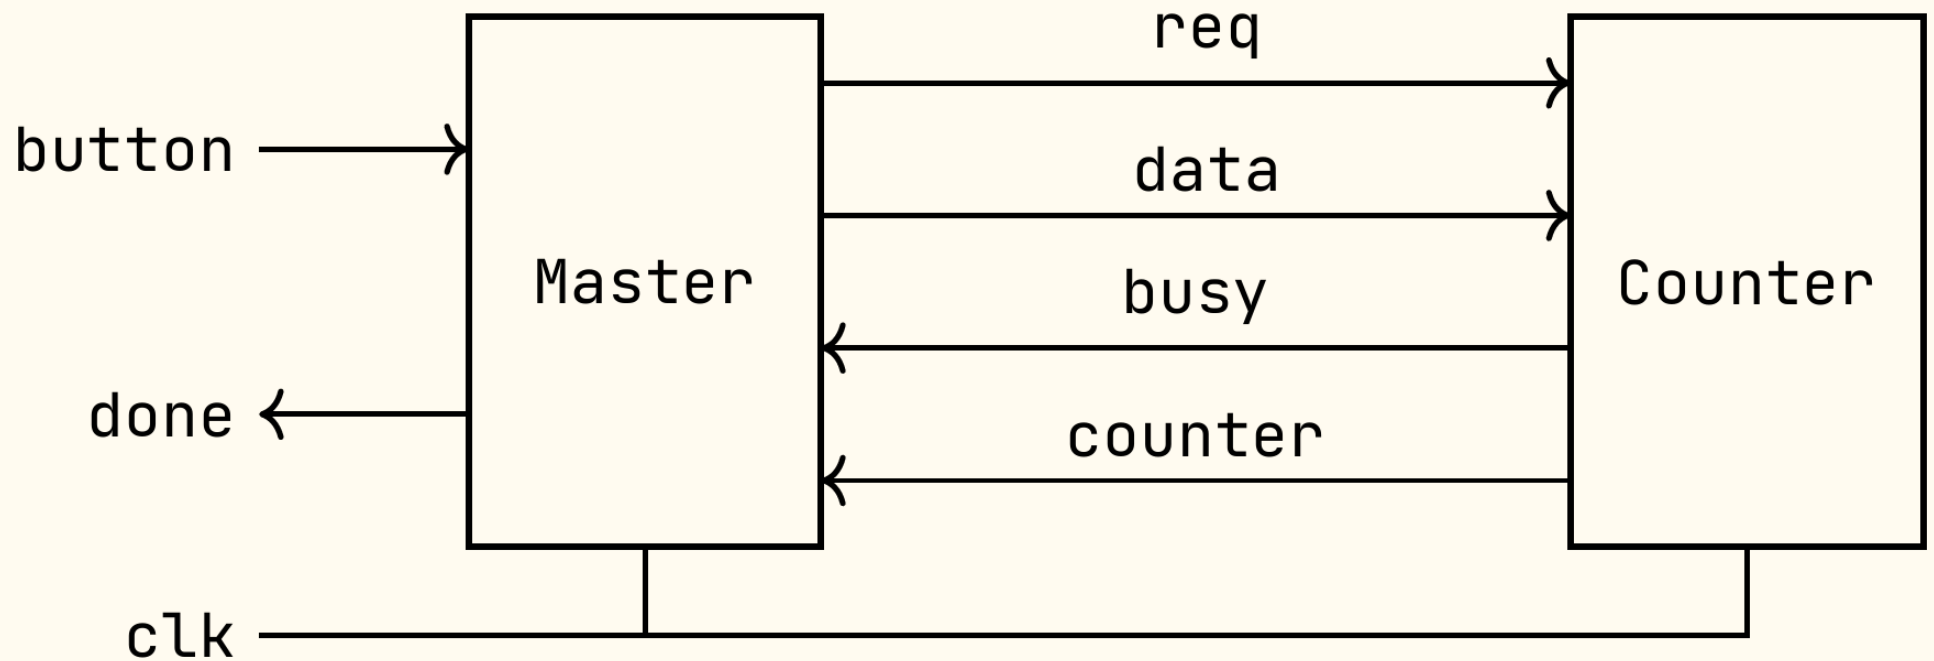 req
button
data
Master
busy
Counter
done
counter
clk